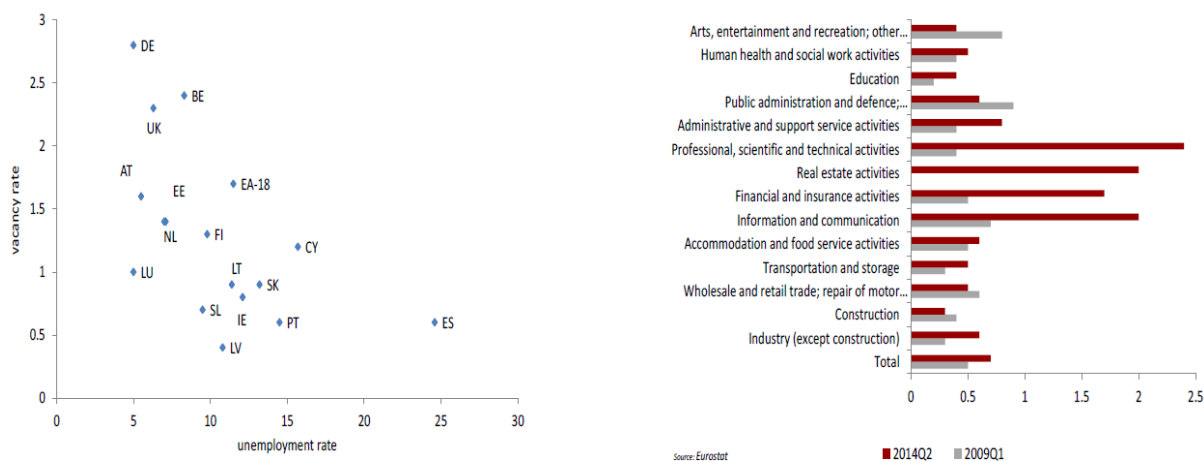 3
2.5
2
1.5
1
0.5
0
vacancy rate
DE
BE
UK
AT
EE
EA-18
NL
FI
CY
LU
LT
SK
SL
IE
PT
ES
LV
0
5
10
15
20
25
30
unemployment rate
Arts, entertainment and recreation; other...
Human health and social work activities
Education
Public administration and defence;...
Administrative and support service activities
Professional, scientific and technical activities
Real estate activities
Financial and insurance activities
Information and communication
Accommodation and food service activities
Transportation and storage
Wholesale and retail trade; repair of motor...
Construction
Industry (except construction)
Total
0
0.5
1
1.5
2
2.5
Source: Eurostat
2014Q2
2009Q1